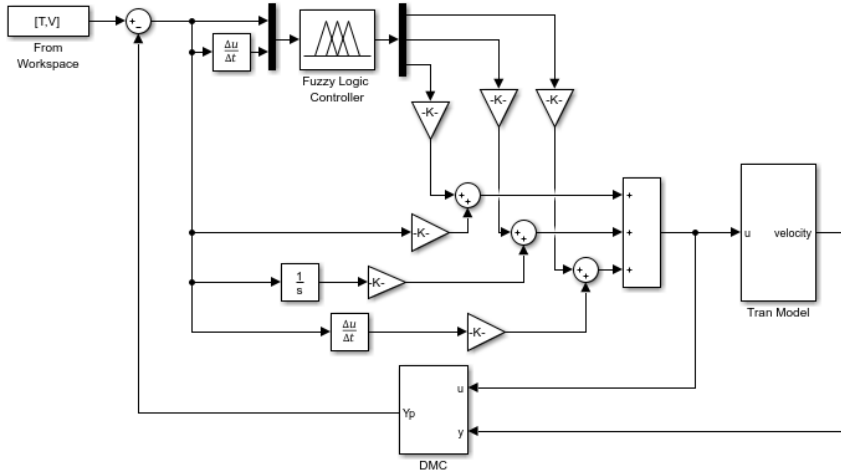 [T,V]
From
Workspace
+
−
Δu
Δt
Fuzzy Logic
Controller
-K-
-K-
-K-
+
+
-K-
+
+
1
s
-K-
+
+
Δu
Δt
-K-
+
+
+
u
velocity
Tran Model
u
Yp
y
DMC